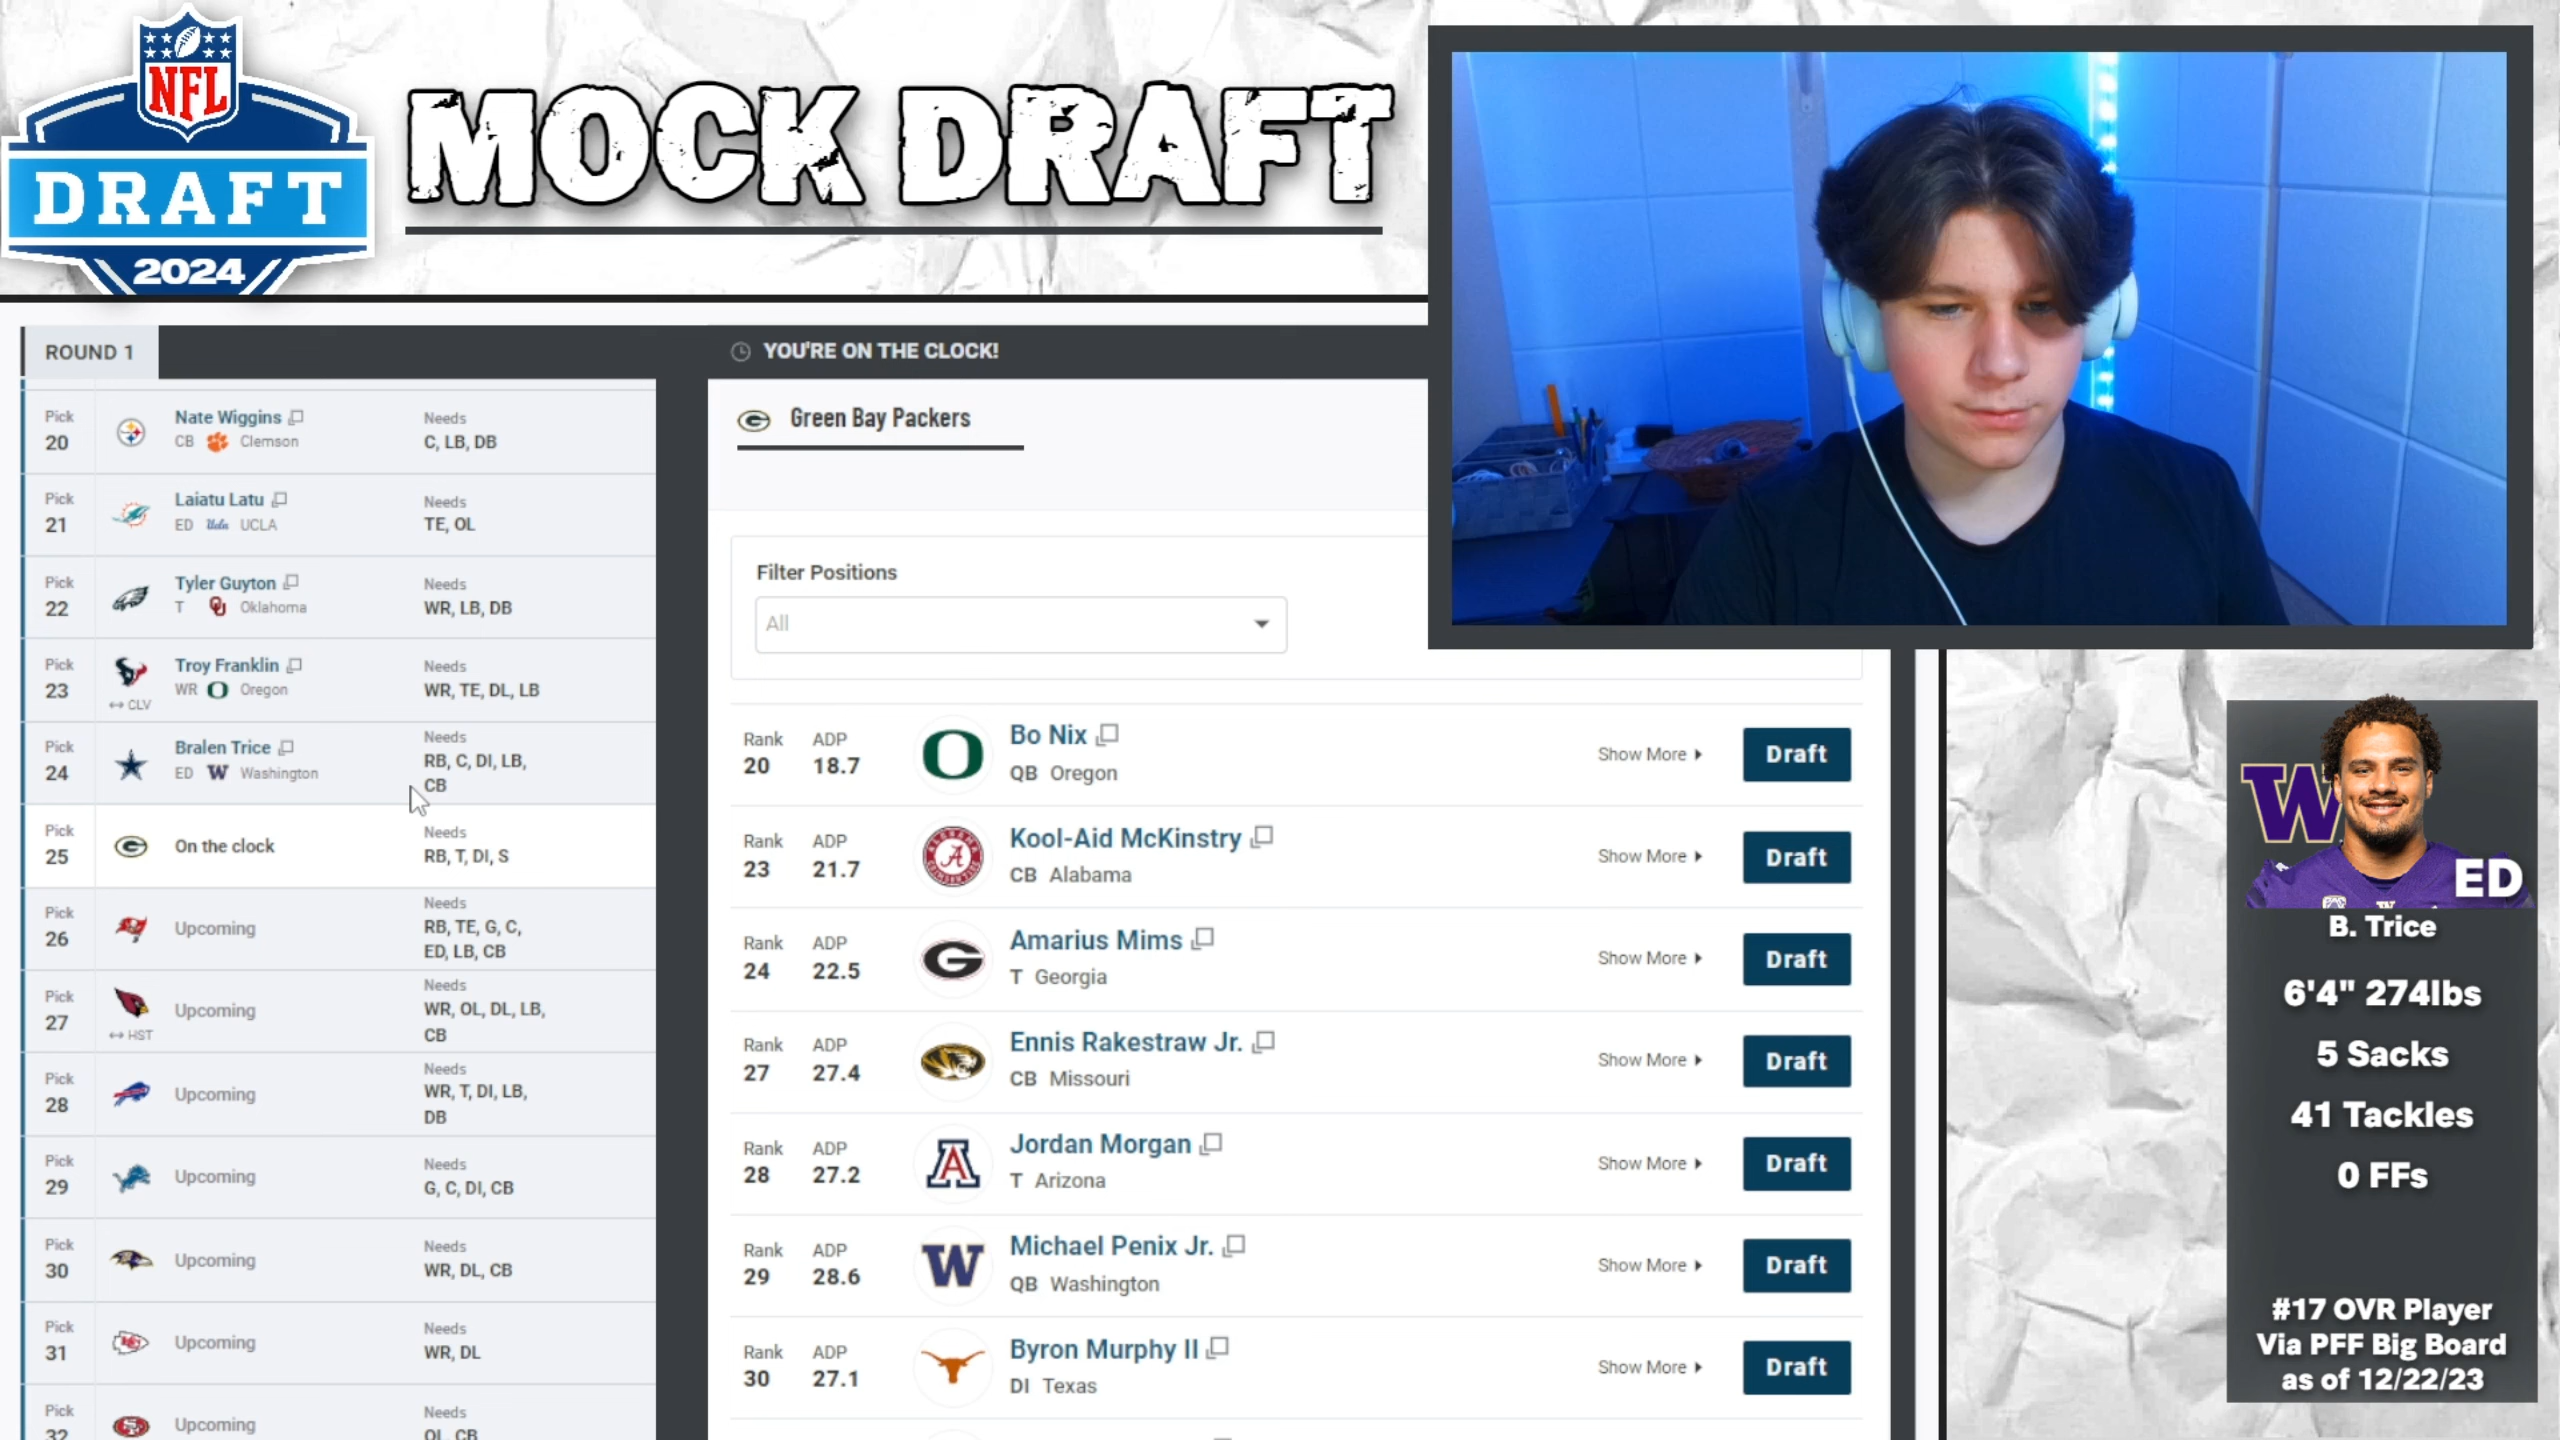 NFL
DRAFT
2024
MOCK DRAFT
ROUND 1
Pick
20
Nate Wiggins
CB Clemson
Needs
C, LB, DB
Pick
21
Laiatu Latu
ED Ucla UCLA
Needs
TE, OL
Pick
22
Tyler Guyton
T OU Oklahoma
Needs
WR, LB, DB
Pick
23
CLV
Troy Franklin
WR O Oregon
Needs
WR, TE, DL, LB
Pick
24
Bralen Trice
ED W Washington
Needs
RB, C, DI, LB,
CB
Pick
25
On the clock
Needs
RB, T, DI, S
Pick
26
Upcoming
Needs
RB, TE, G, C,
ED, LB, CB
Pick
27
HST
Upcoming
Needs
WR, OL, DL, LB,
CB
Pick
28
Upcoming
Needs
WR, T, DI, LB,
DB
Pick
29
Upcoming
Needs
G, C, DI, CB
Pick
30
Upcoming
Needs
WR, DL, CB
Pick
31
Upcoming
Needs
WR, DL
Pick
32
Upcoming
Needs
OL, CB
YOU'RE ON THE CLOCK!
G Green Bay Packers
Filter Positions
All
Rank ADP
20 18.7
O
Bo Nix
QB Oregon
Show More
Draft
Rank ADP
23 21.7
A
Kool-Aid McKinstry
CB Alabama
Show More
Draft
Rank ADP
24 22.5
G
Amarius Mims
T Georgia
Show More
Draft
Rank ADP
27 27.4
Ennis Rakestraw Jr.
CB Missouri
Show More
Draft
Rank ADP
28 27.2
A
Jordan Morgan
T Arizona
Show More
Draft
Rank ADP
29 28.6
W
Michael Penix Jr.
QB Washington
Show More
Draft
Rank ADP
30 27.1
Byron Murphy II
DI Texas
Show More
Draft
W
ED
B. Trice
6'4" 274lbs
5 Sacks
41 Tackles
0 FFs
#17 OVR Player
Via PFF Big Board
as of 12/22/23